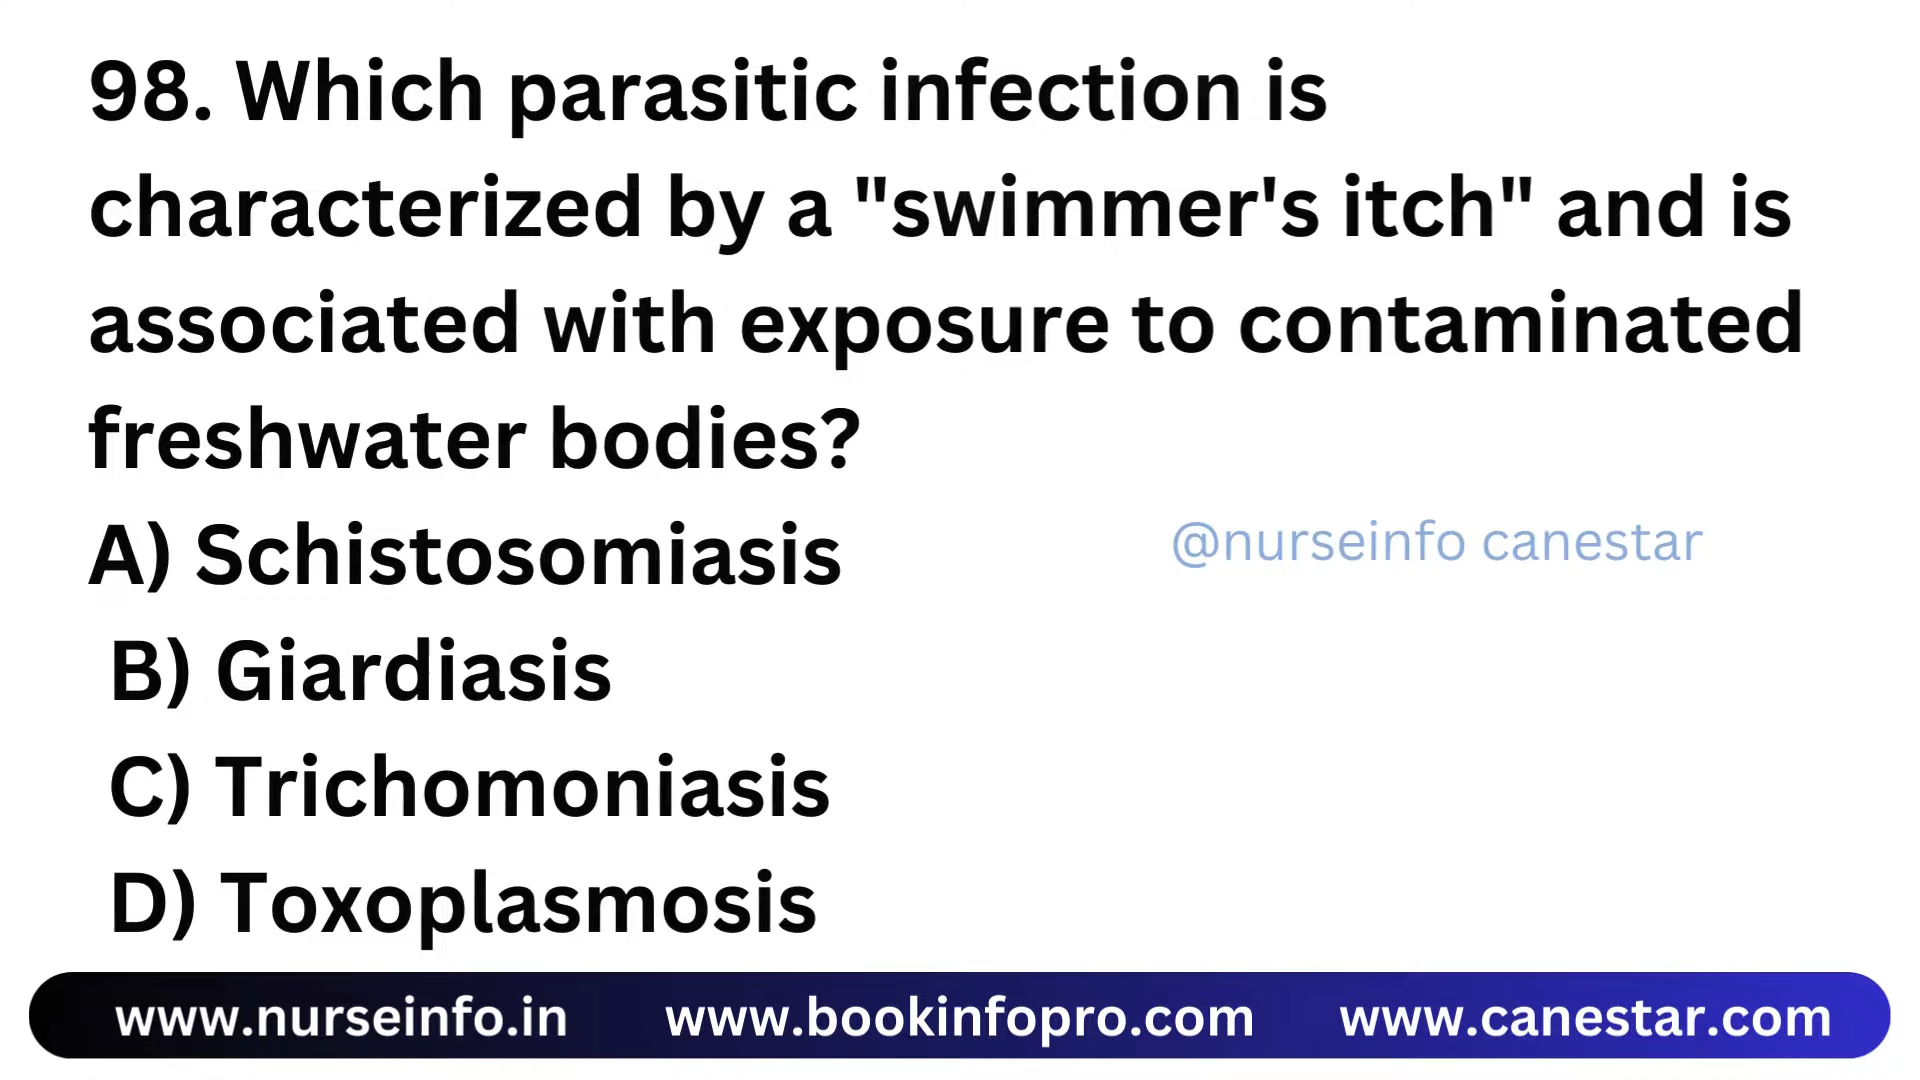 98. Which parasitic infection is
characterized by a "swimmer's itch" and is
associated with exposure to contaminated
freshwater bodies?
A) Schistosomiasis
@nurseinfo canestar
B) Giardiasis
C) Trichomoniasis
D) Toxoplasmosis
www.nurseinfo.in www.bookinfopro.com www.canestar.com